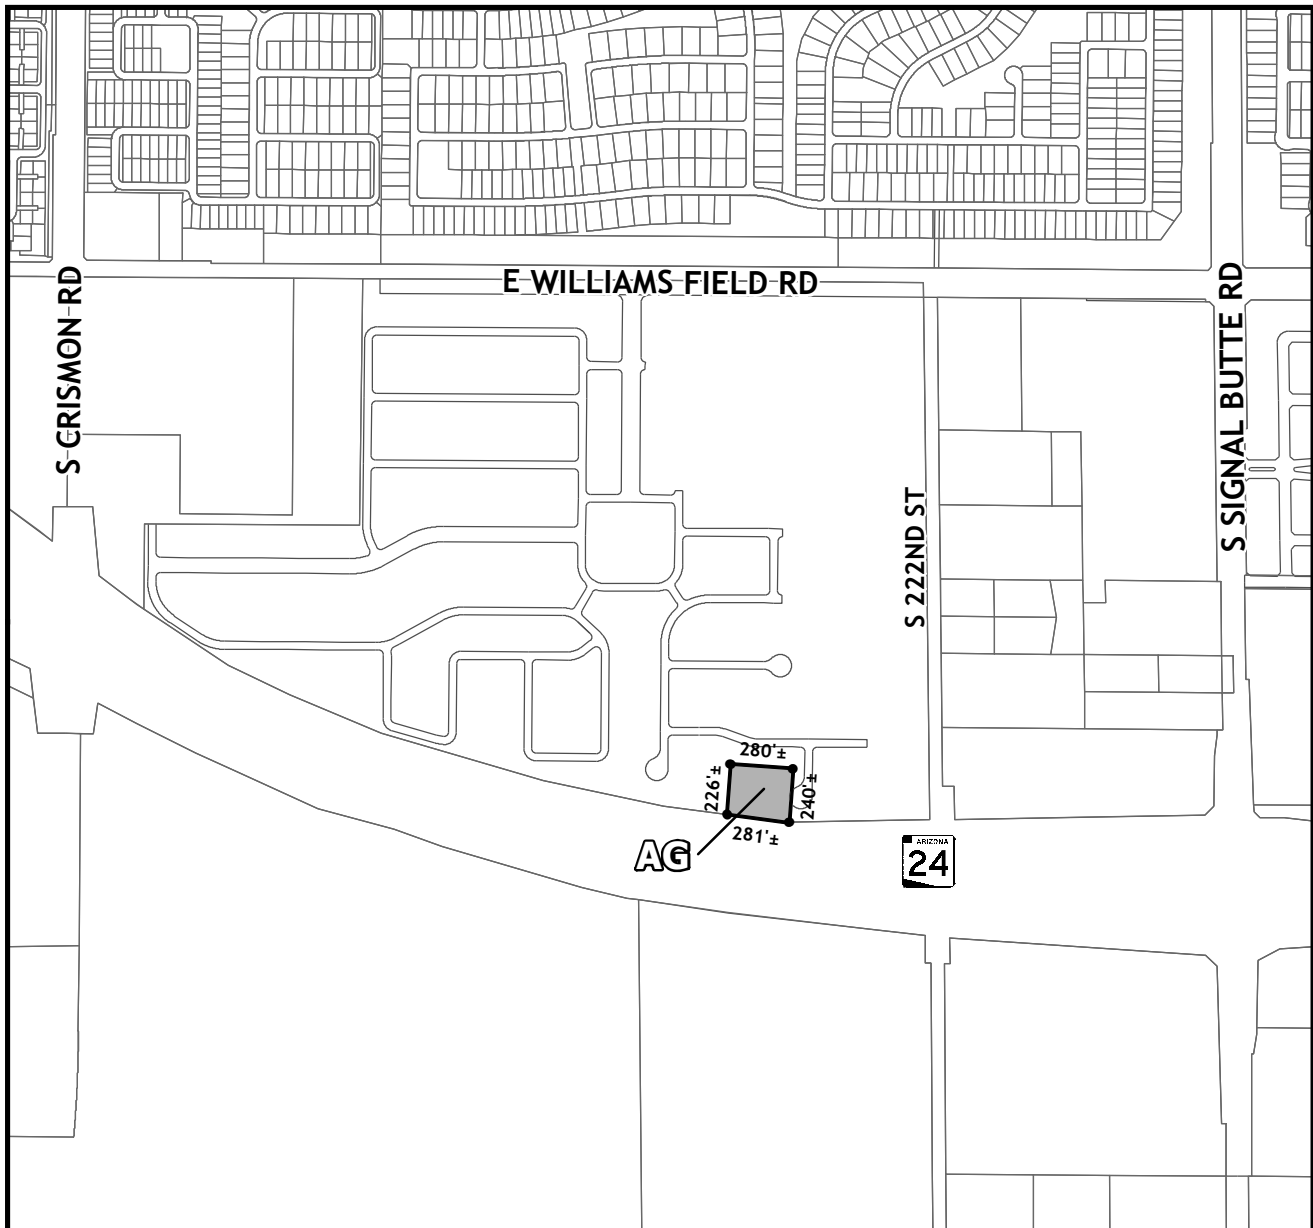 E WILLIAMS FIELD RD
S CRISMON RD
S SIGNAL BUTTE RD
S 222ND ST
280'±
226'±
240'±
281'±
AG
ARIZONA
24